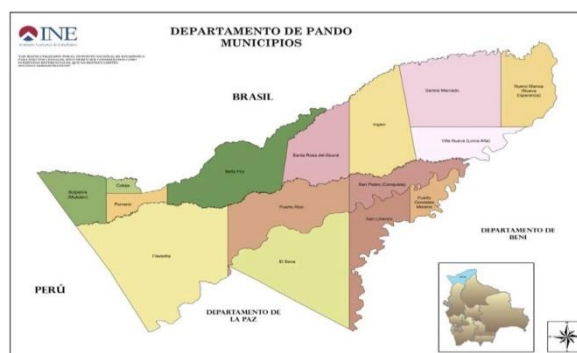 INE
DEPARTAMENTO DE PANDO
MUNICIPIOS
BRASIL
Nuevo Manoa (Nueva Esperanza)
Santos Mercado
Ingavi
Villa Nueva (Loma Alta)
Santa Rosa del Abuná
Bella Flor
Cobija
Bolpebra (Mukden)
Porvenir
San Pedro (Conquista)
Puerto Rico
Puerto Gonzalo Moreno
San Lorenzo
Filadelfia
El Sena
DEPARTAMENTO DE
BENI
PERÚ
DEPARTAMENTO DE
LA PAZ